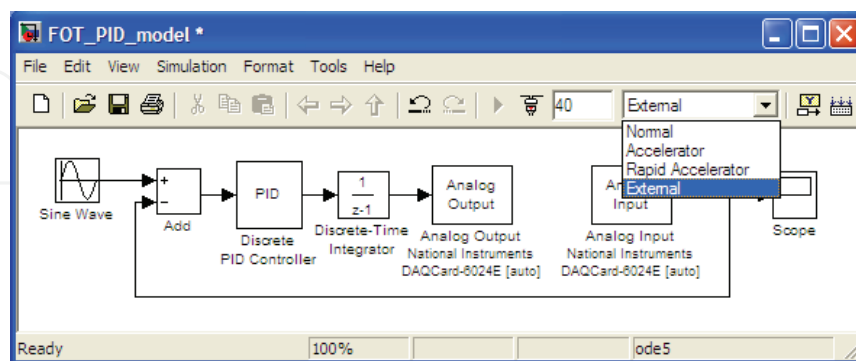 FOT_PID_model *
File Edit View Simulation Format Tools Help
40 External
Normal
Accelerator
Rapid Accelerator
External
Sine Wave
+
−
Add
PID
Discrete
PID Controller
1
z-1
Discrete-Time
Integrator
Analog
Output
Analog Output
National Instruments
DAQCard-6024E [auto]
Input
Analog Input
National Instruments
DAQCard-6024E [auto]
Scope
Ready 100% ode5